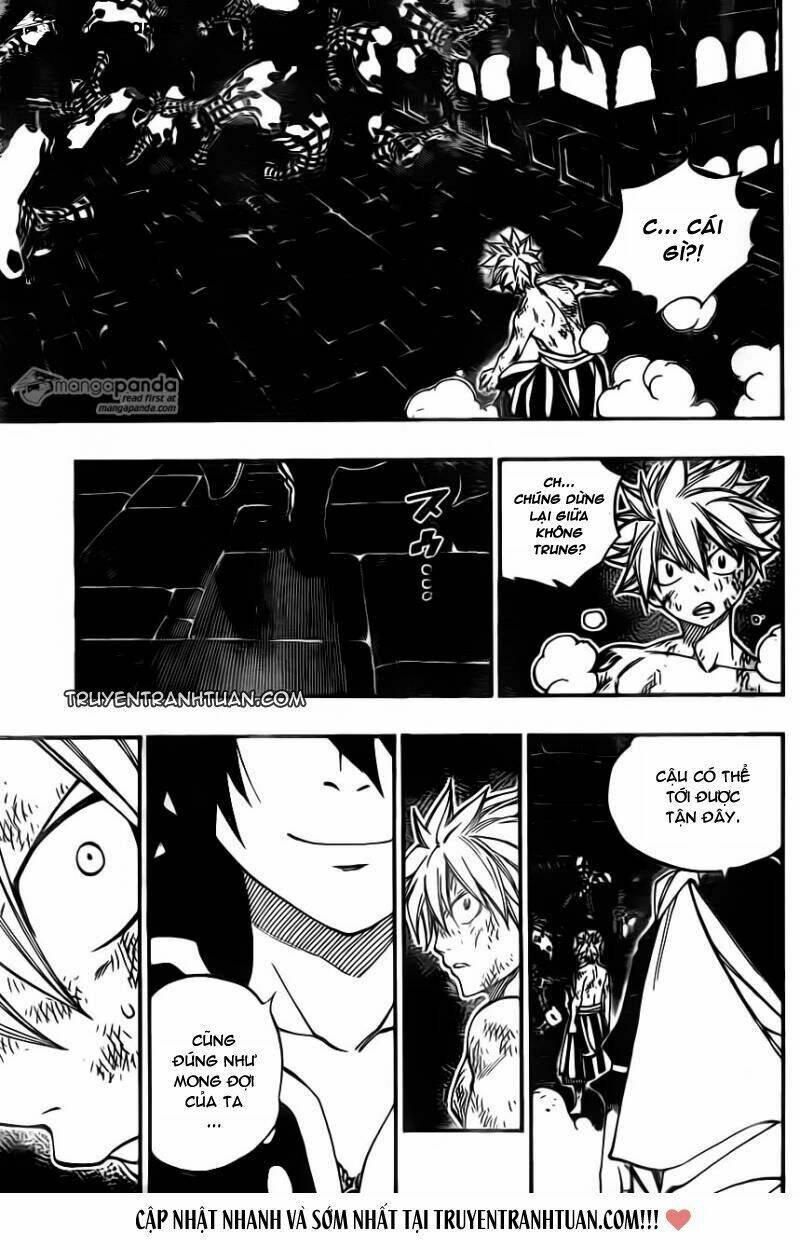 C... CÁI
GÌ?!
mangapanda
read first at
mangapanda.com
CH...
CHÚNG DỪNG
LẠI GIỮA
KHÔNG
TRUNG?
スゥ...
TRUYENTRANHTUAN.COM
CẬU CÓ THỂ
TỚI ĐƯỢC
TẬN ĐÂY.
CŨNG
ĐÚNG NHƯ
MONG ĐỢI
CỦA TA
...
CẬP NHẬT NHANH VÀ SỚM NHẤT TẠI TRUYENTRANHTUAN.COM!!!